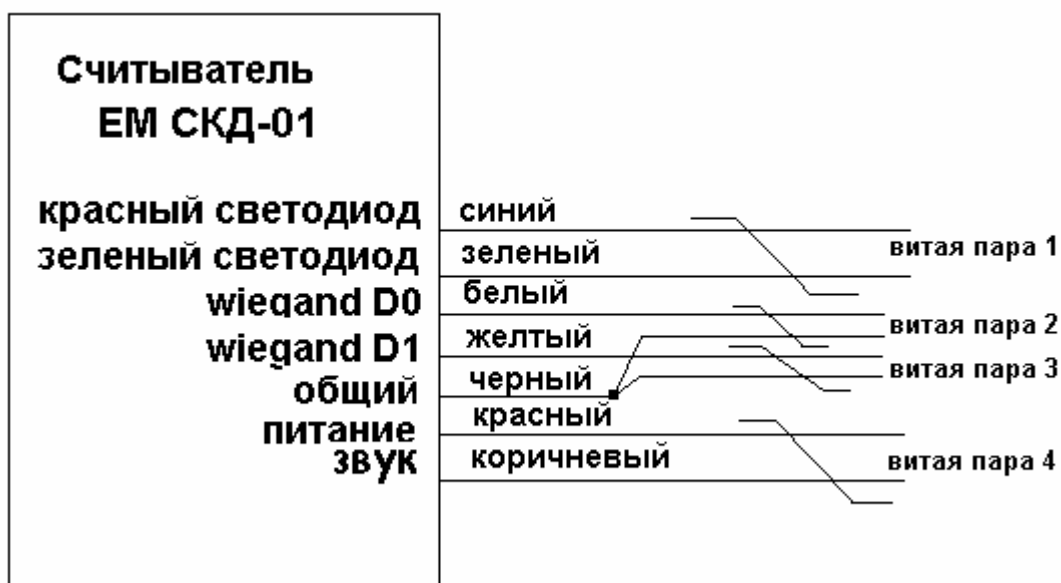 Считыватель
ЕМ СКД-01
красный светодиод синий
зеленый светодиод зеленый
витая пара 1
wiegand D0 белый
wiegand D1 желтый
витая пара 2
общий черный
витая пара 3
питание красный
звук коричневый
витая пара 4